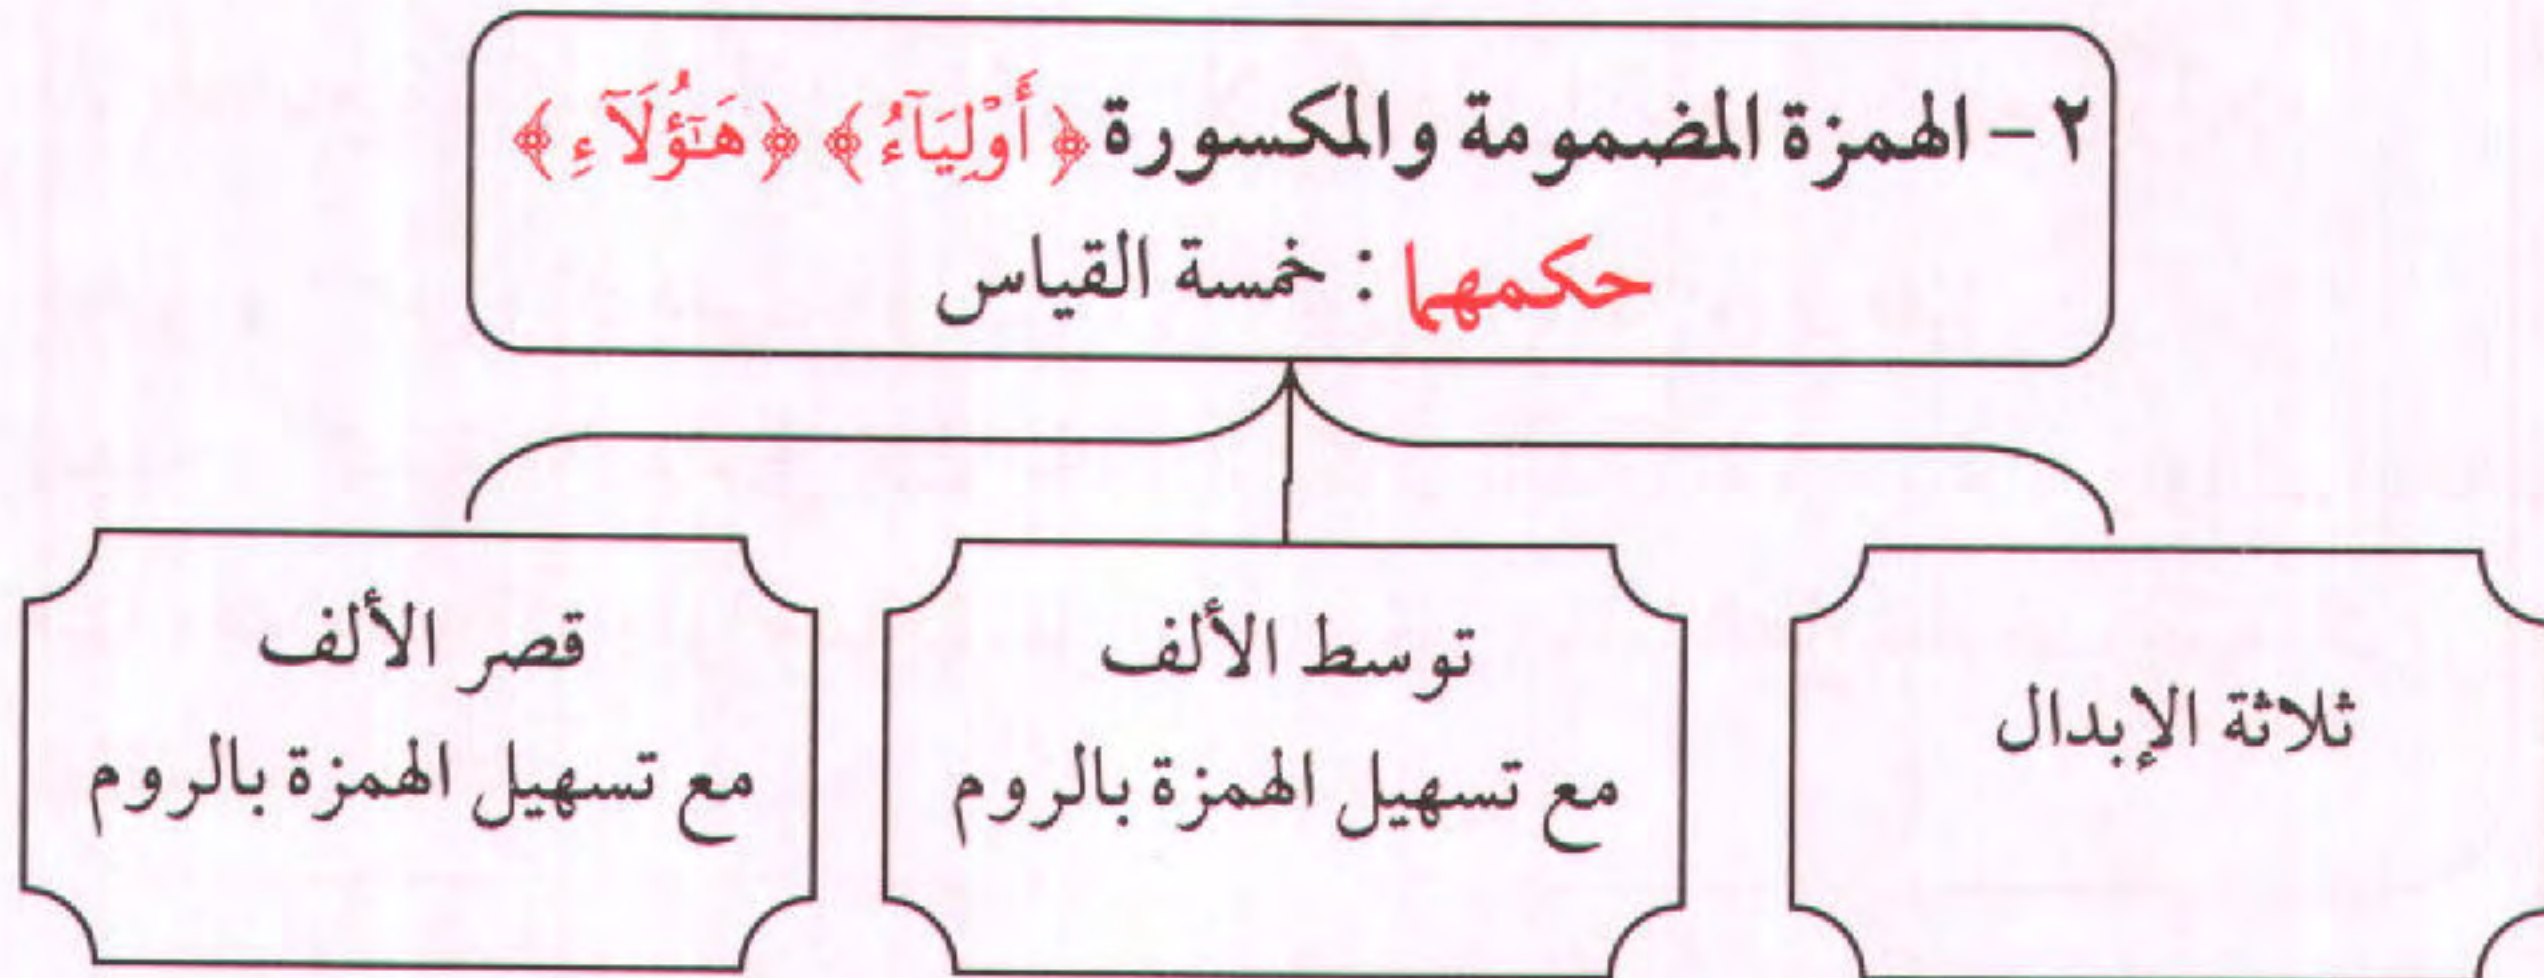 ٢ - الهمزة المضمومة والمكسورة ﴿أَوْلِيَآءُ﴾ ﴿هَٰٓؤُلَآءِ﴾
حكمهما : خمسة القياس
ثلاثة الإبدال
توسط الألف
مع تسهيل الهمزة بالروم
قصر الألف
مع تسهيل الهمزة بالروم